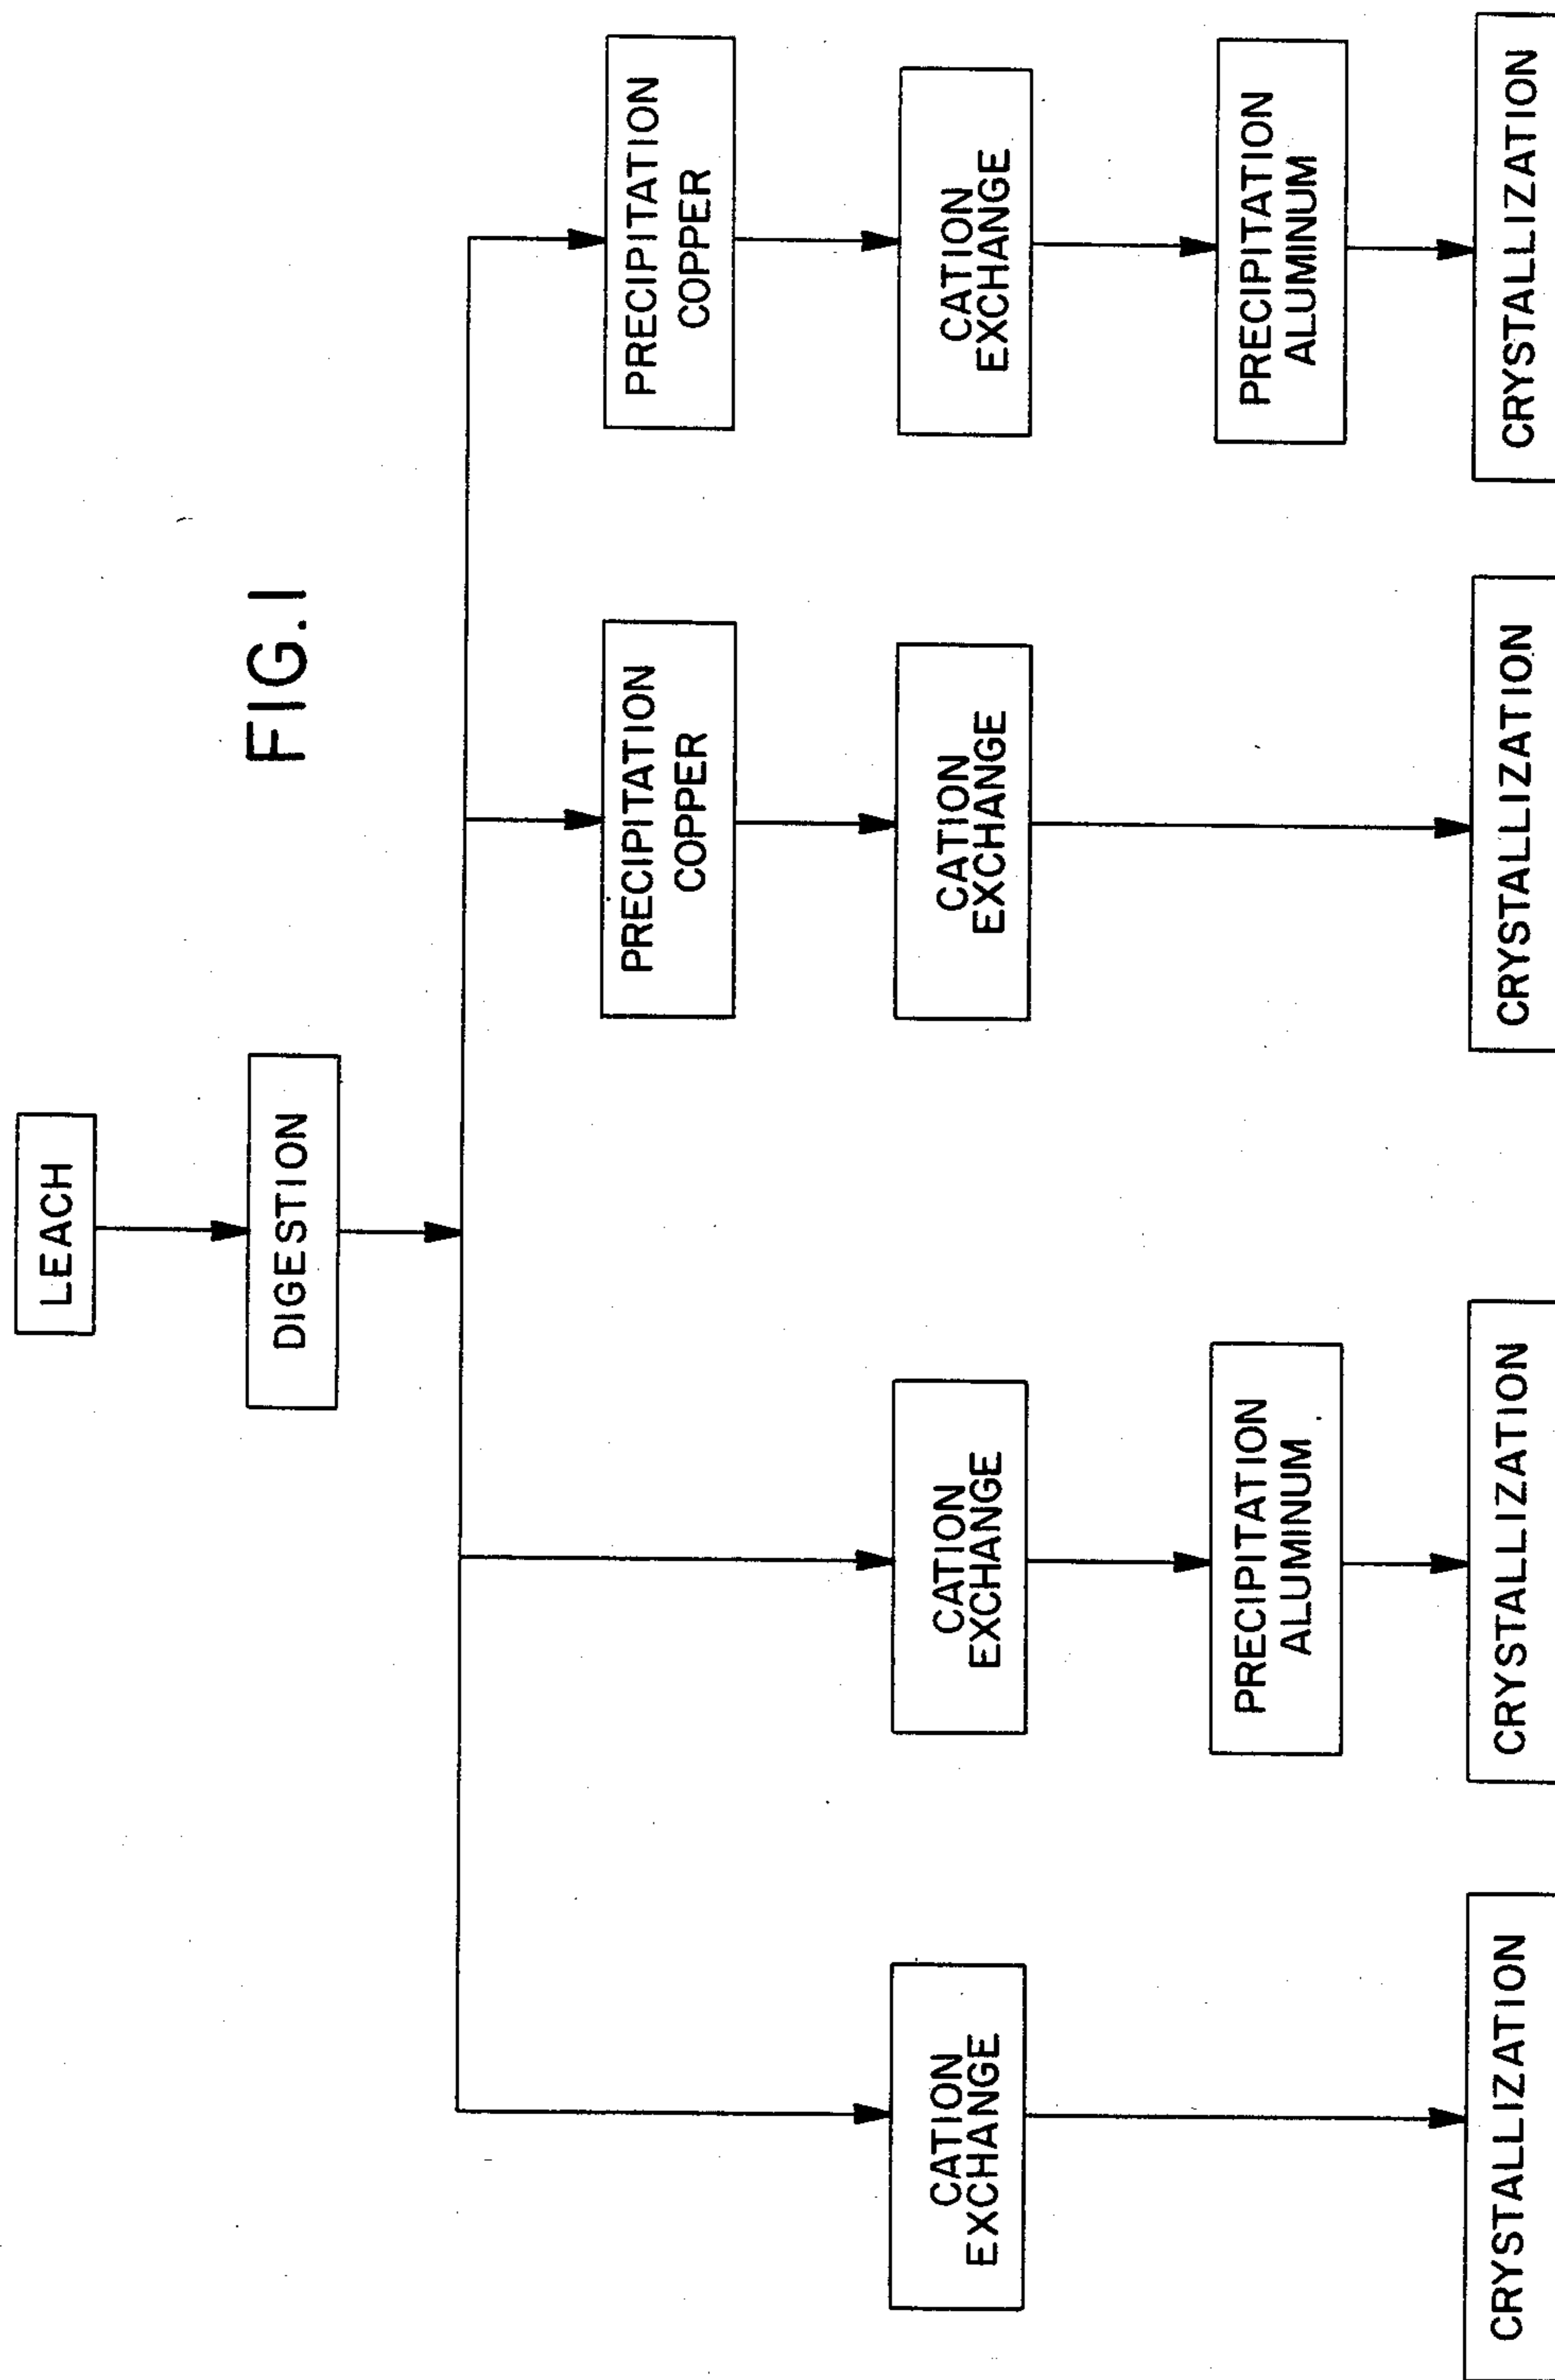 FIG. 1
LEACH
DIGESTION
CATION
EXCHANGE
CRYSTALLIZATION
CATION
EXCHANGE
PRECIPITATION
ALUMINUM
CRYSTALLIZATION
PRECIPITATION
COPPER
CATION
EXCHANGE
CRYSTALLIZATION
PRECIPITATION
COPPER
CATION
EXCHANGE
PRECIPITATION
ALUMINUM
CRYSTALLIZATION